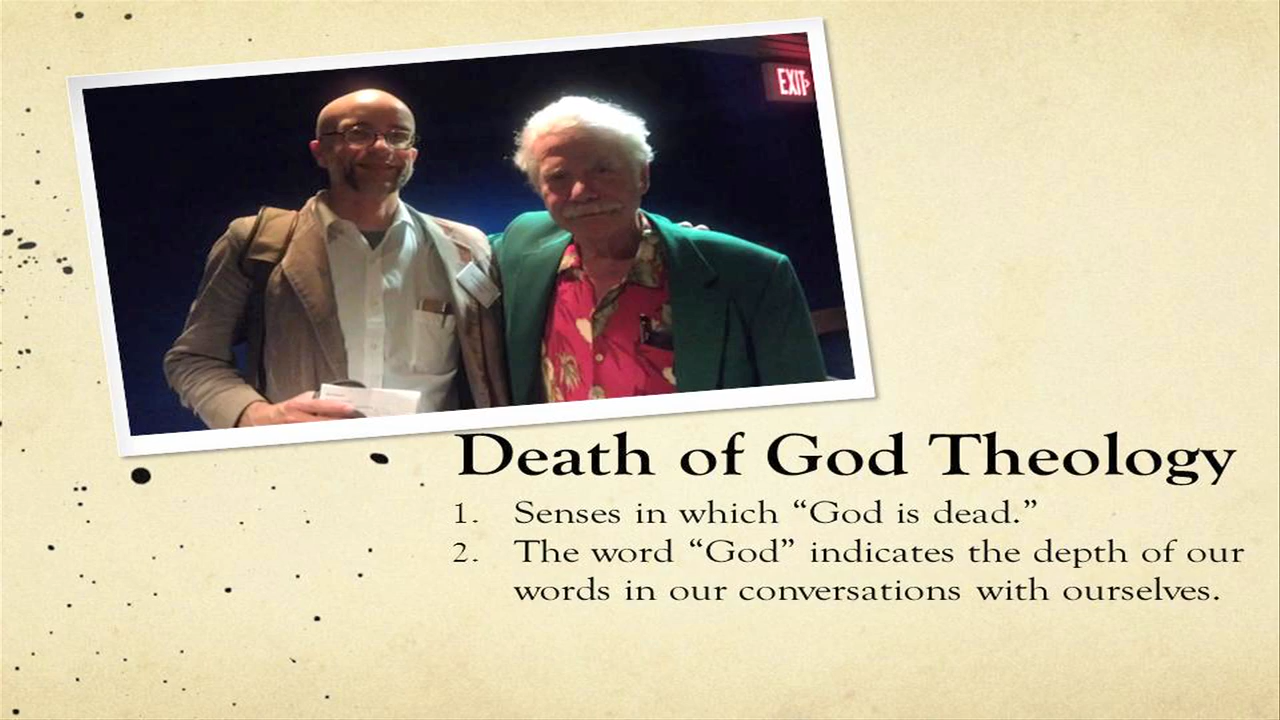 EXIT
Death of God Theology
1. Senses in which “God is dead.”
2. The word “God” indicates the depth of our
words in our conversations with ourselves.